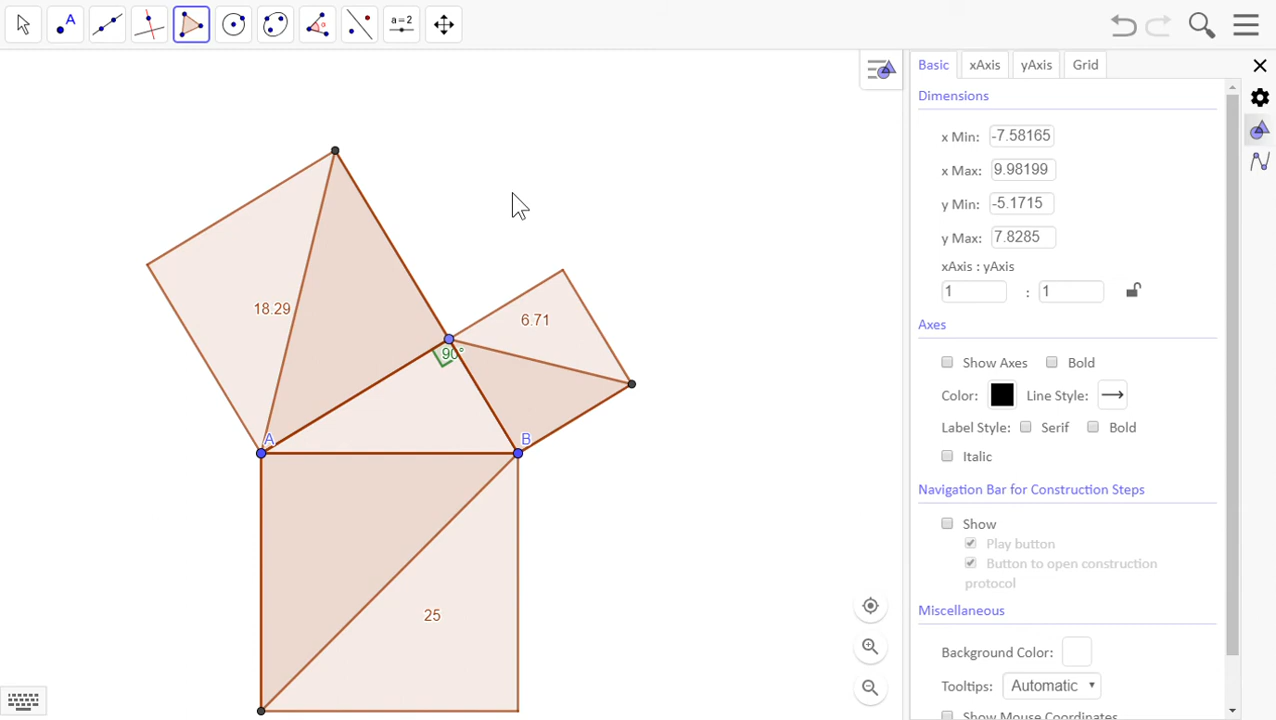 A
a=2
Basic xAxis yAxis Grid
Dimensions
x Min: -7.58165
x Max: 9.98199
y Min: -5.1715
y Max: 7.8285
xAxis : yAxis
1 : 1
Axes
Show Axes Bold
Color: Line Style:
Label Style: Serif Bold
Italic
Navigation Bar for Construction Steps
Show
Play button
Button to open construction
protocol
Miscellaneous
Background Color:
Tooltips: Automatic
Show Mouse Coordinates
18.29
6.71
90°
A
B
25